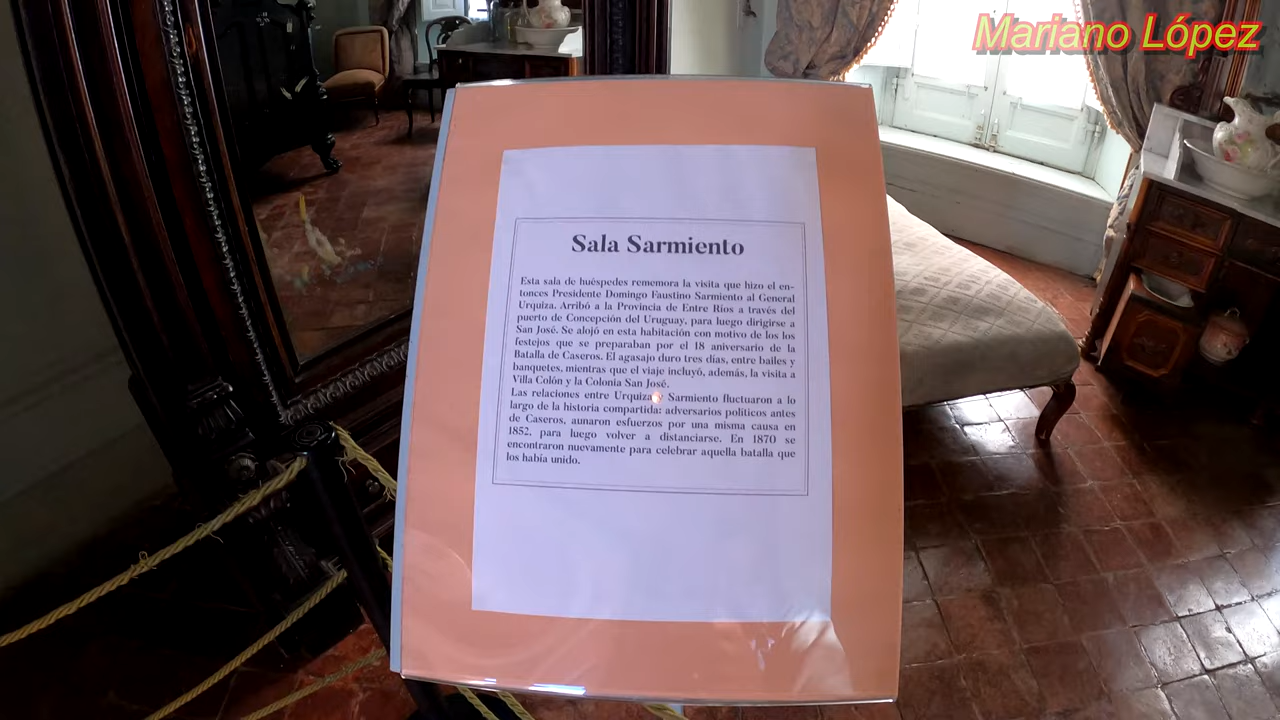 Mariano López
Sala Sarmiento
Esta sala de huéspedes rememora la visita que hizo el en-
tonces Presidente Domingo Faustino Sarmiento al General
Urquiza. Arribó a la Provincia de Entre Ríos a través del
puerto de Concepción del Uruguay, para luego dirigirse a
San José. Se alojó en esta habitación con motivo de los los
festejos que se preparaban por el 18 aniversario de la
Batalla de Caseros. El agasajo duro tres días, entre bailes y
banquetes, mientras que el viaje incluyó, además, la visita a
Villa Colón y la Colonia San José.
Las relaciones entre Urquiza y Sarmiento fluctuaron a lo
largo de la historia compartida: adversarios políticos antes
de Caseros, aunaron esfuerzos por una misma causa en
1852, para luego volver a distanciarse. En 1870 se
encontraron nuevamente para celebrar aquella batalla que
los había unido.